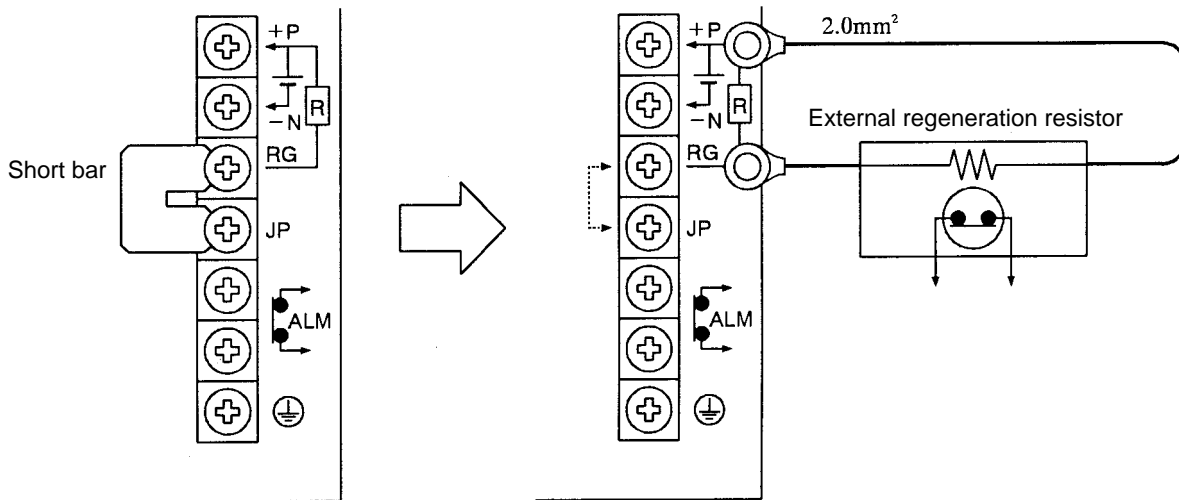 +P
R
−N
RG
Short bar
JP
ALM
+P
2.0mm²
R
−N
External regeneration resistor
RG
JP
ALM